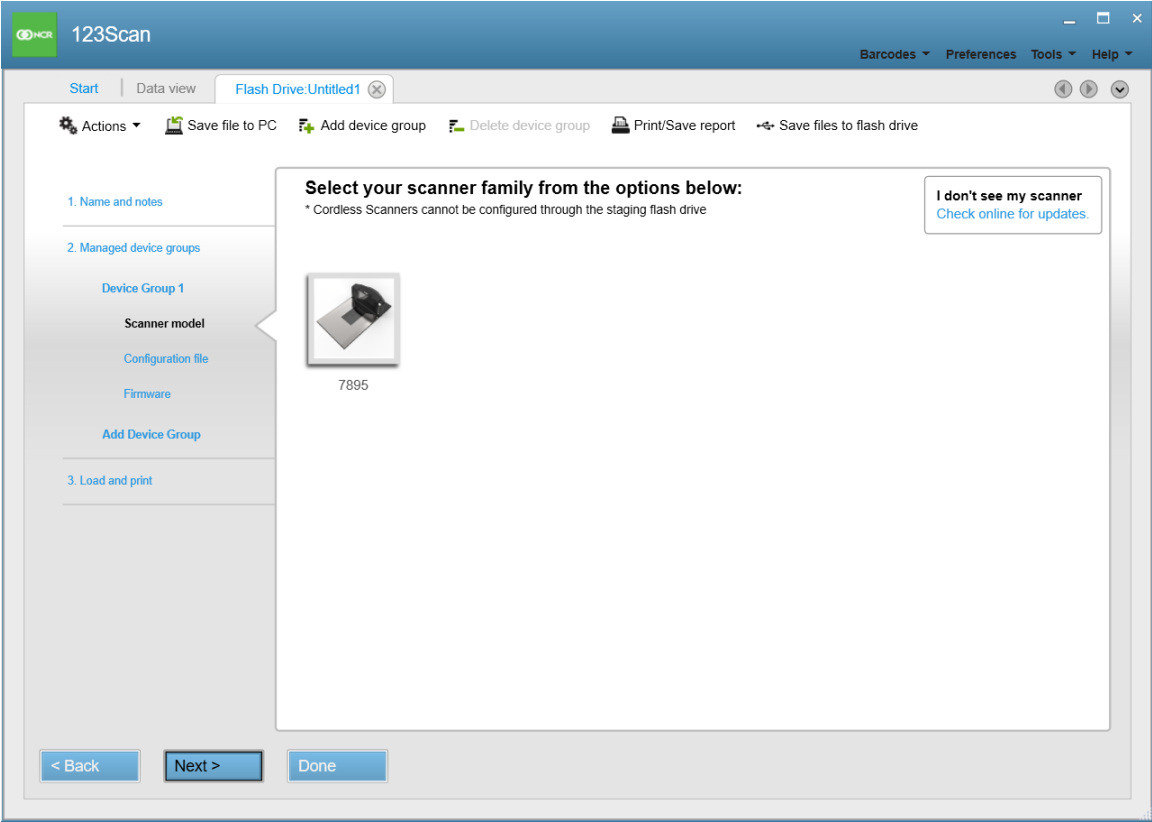 NCR
123Scan
Barcodes Preferences Tools Help
Start Data view Flash Drive:Untitled1
Actions Save file to PC Add device group Delete device group Print/Save report Save files to flash drive
1. Name and notes
2. Managed device groups
Device Group 1
Scanner model
Configuration file
Firmware
Add Device Group
3. Load and print
Select your scanner family from the options below:
* Cordless Scanners cannot be configured through the staging flash drive
I don't see my scanner
Check online for updates.
7895
< Back Next > Done